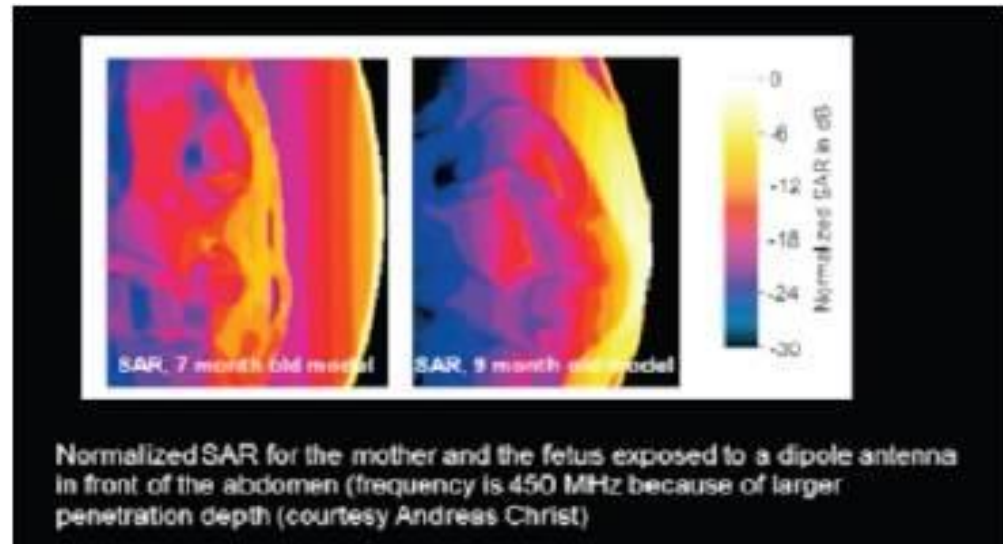 0
-6
-12
-18
-24
-30
Normalized SAR in dB
SAR, 7 month old model
SAR, 9 month old model
Normalized SAR for the mother and the fetus exposed to a dipole antenna
in front of the abdomen (frequency is 450 MHz because of larger
penetration depth (courtesy Andreas Christ)